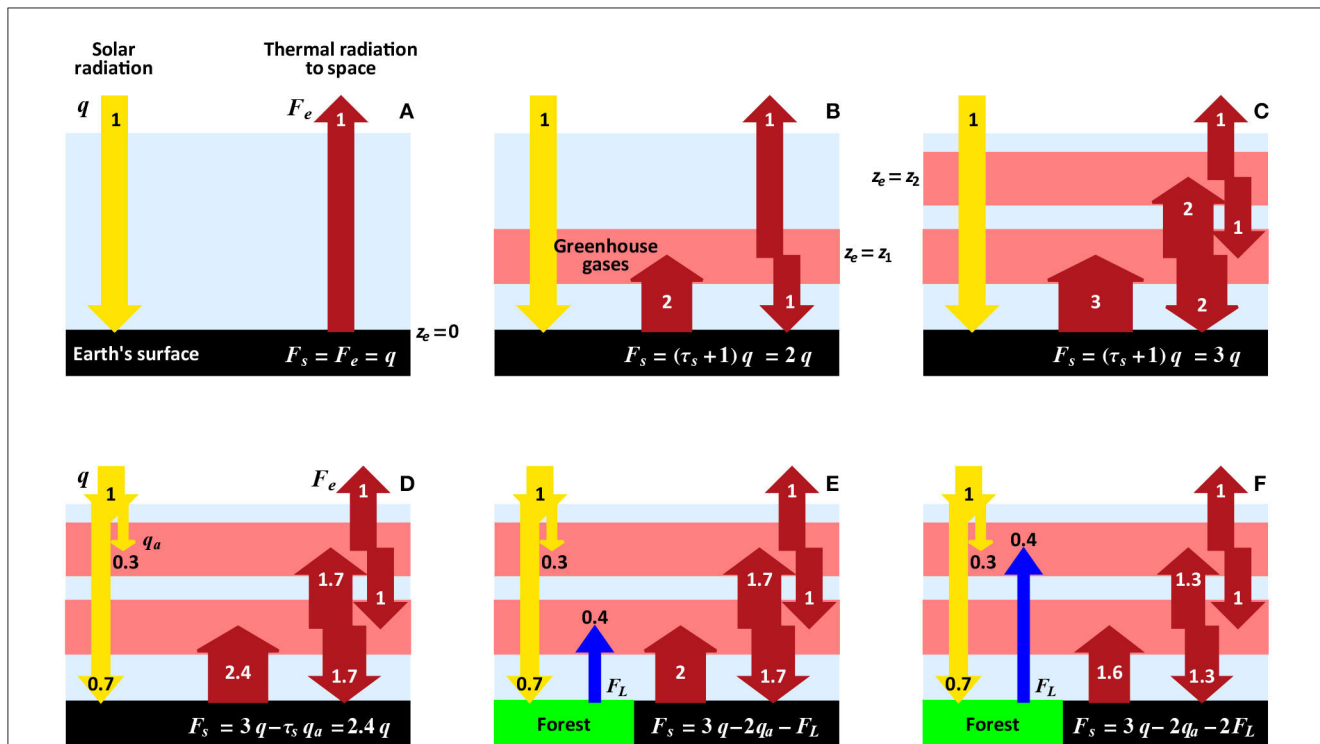 Solar
radiation
Thermal radiation
to space
q
1
F_e
1
A
z_e = 0
Earth's surface
F_s = F_e = q
1
1
B
Greenhouse
gases
z_e = z_1
2
1
F_s = (τ_s + 1) q = 2 q
1
1
C
z_e = z_2
2
1
3
2
F_s = (τ_s + 1) q = 3 q
q
1
F_e
1
D
q_a
0.3
1.7
1
0.7
2.4
1.7
F_s = 3 q − τ_s q_a = 2.4 q
1
1
E
0.3
1.7
1
0.4
0.7
F_L
2
1.7
Forest
F_s = 3 q − 2q_a − F_L
1
1
F
0.4
0.3
1.3
1
0.7
F_L
1.6
1.3
Forest
F_s = 3 q − 2q_a − 2F_L